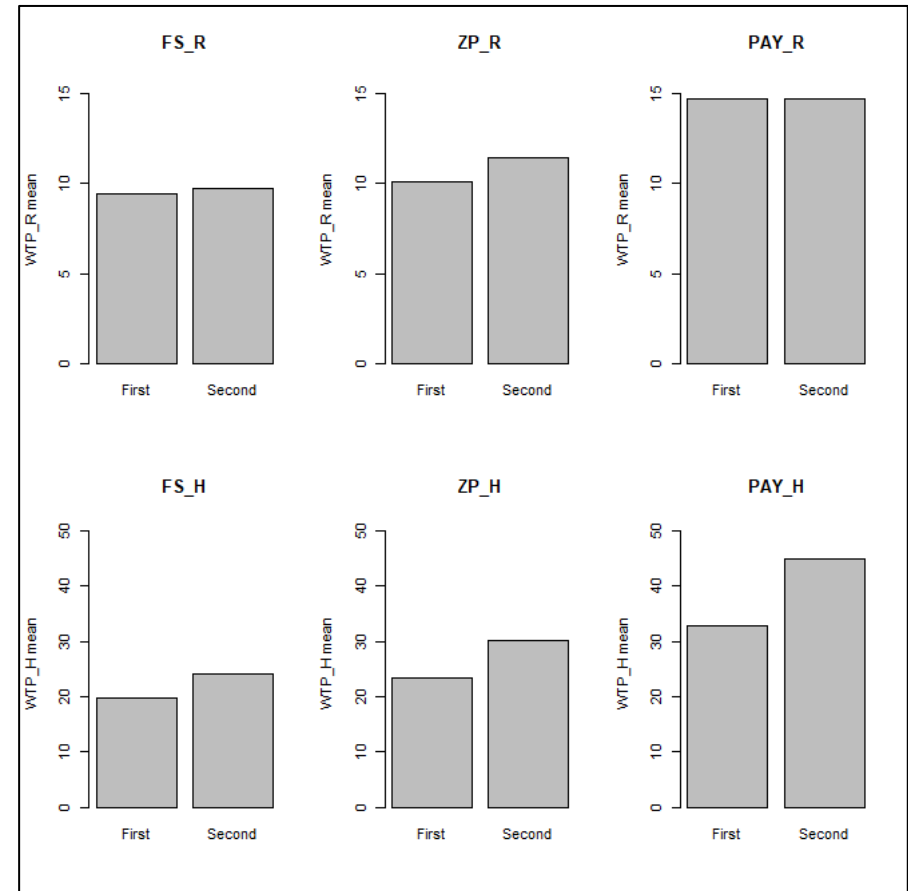 FS_R
ZP_R
PAY_R
WTP_R mean
15
10
5
0
First Second
WTP_R mean
15
10
5
0
First Second
WTP_R mean
15
10
5
0
First Second
FS_H
ZP_H
PAY_H
WTP_H mean
50
40
30
20
10
0
First Second
WTP_H mean
50
40
30
20
10
0
First Second
WTP_H mean
50
40
30
20
10
0
First Second